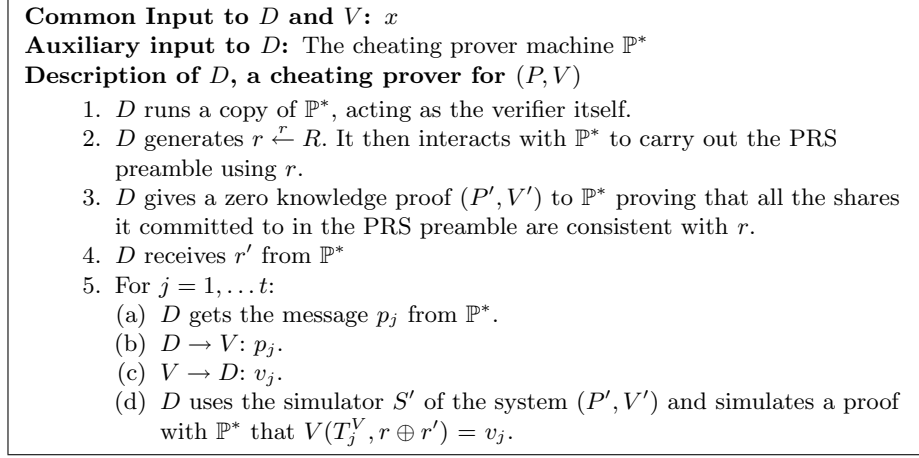 Common Input to D and V: x
Auxiliary input to D: The cheating prover machine ℙ*
Description of D, a cheating prover for (P, V)
1. D runs a copy of ℙ*, acting as the verifier itself.
2. D generates r \xleftarrow{r} R. It then interacts with ℙ* to carry out the PRS
preamble using r.
3. D gives a zero knowledge proof (P′, V′) to ℙ* proving that all the shares
it committed to in the PRS preamble are consistent with r.
4. D receives r′ from ℙ*
5. For j = 1, . . . t:
(a) D gets the message p_j from ℙ*.
(b) D → V: p_j.
(c) V → D: v_j.
(d) D uses the simulator S′ of the system (P′, V′) and simulates a proof
with ℙ* that V(T_j^V, r ⊕ r′) = v_j.